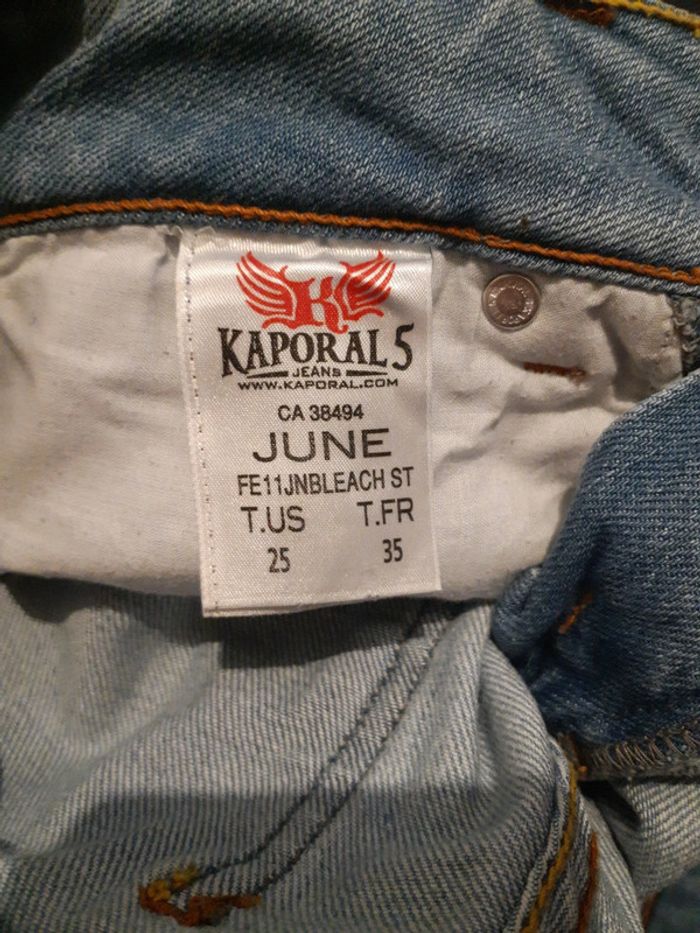 K
KAPORAL 5
JEANS
WWW.KAPORAL.COM
CA 38494
JUNE
FE11JNBLEACH ST
T.US T.FR
25 35